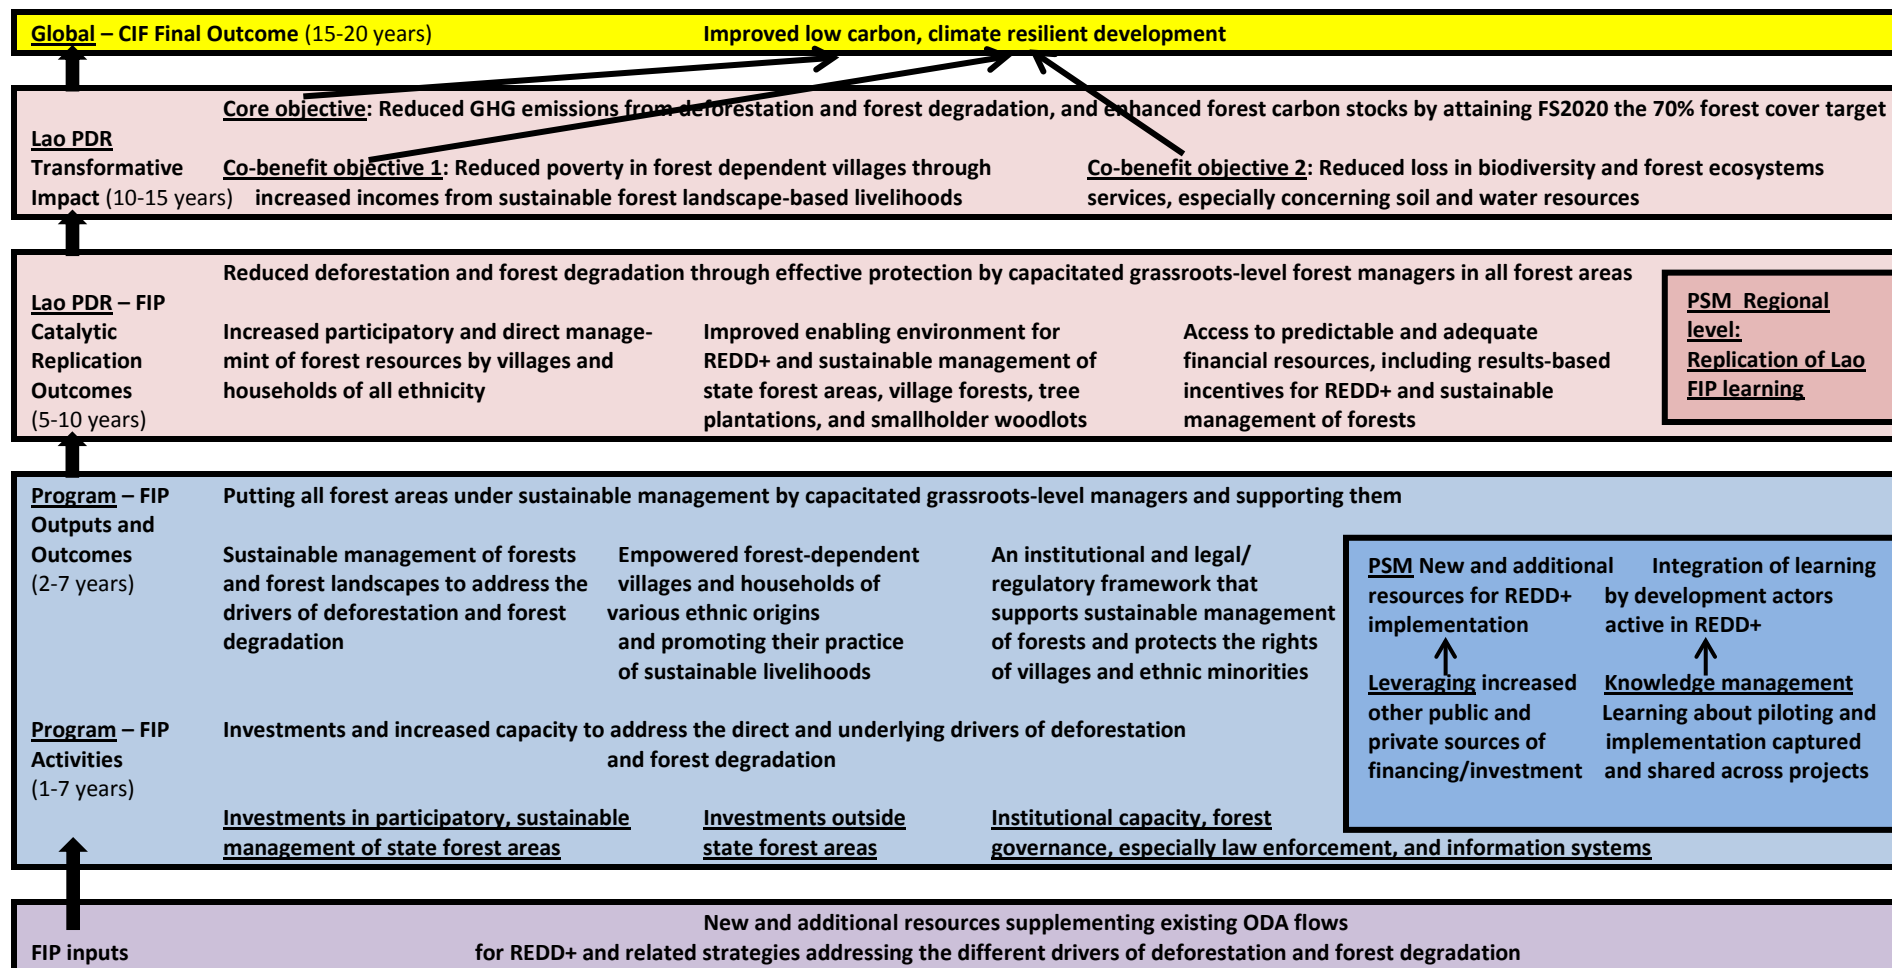 Global – CIF Final Outcome (15-20 years) Improved low carbon, climate resilient development
Core objective: Reduced GHG emissions from deforestation and forest degradation, and enhanced forest carbon stocks by attaining FS2020 the 70% forest cover target
Lao PDR
Transformative
Impact (10-15 years)
Co-benefit objective 1: Reduced poverty in forest dependent villages through
increased incomes from sustainable forest landscape-based livelihoods
Co-benefit objective 2: Reduced loss in biodiversity and forest ecosystems
services, especially concerning soil and water resources
Reduced deforestation and forest degradation through effective protection by capacitated grassroots-level forest managers in all forest areas
Lao PDR – FIP
Catalytic
Replication
Outcomes
(5-10 years)
Increased participatory and direct manage-
mint of forest resources by villages and
households of all ethnicity
Improved enabling environment for
REDD+ and sustainable management of
state forest areas, village forests, tree
plantations, and smallholder woodlots
Access to predictable and adequate
financial resources, including results-based
incentives for REDD+ and sustainable
management of forests
PSM Regional
level:
Replication of Lao
FIP learning
Program – FIP
Outputs and
Outcomes
(2-7 years)
Putting all forest areas under sustainable management by capacitated grassroots-level managers and supporting them
Sustainable management of forests
and forest landscapes to address the
drivers of deforestation and forest
degradation
Empowered forest-dependent
villages and households of
various ethnic origins
and promoting their practice
of sustainable livelihoods
An institutional and legal/
regulatory framework that
supports sustainable management
of forests and protects the rights
of villages and ethnic minorities
PSM New and additional
resources for REDD+
implementation
Integration of learning
by development actors
active in REDD+
Leveraging increased
other public and
private sources of
financing/investment
Knowledge management
Learning about piloting and
implementation captured
and shared across projects
Program – FIP
Activities
(1-7 years)
Investments and increased capacity to address the direct and underlying drivers of deforestation
and forest degradation
Investments in participatory, sustainable
management of state forest areas
Investments outside
state forest areas
Institutional capacity, forest
governance, especially law enforcement, and information systems
New and additional resources supplementing existing ODA flows
FIP inputs for REDD+ and related strategies addressing the different drivers of deforestation and forest degradation